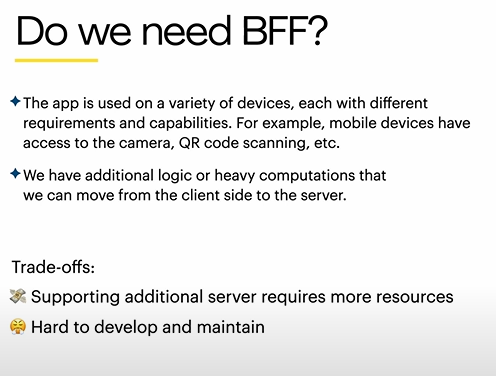 Do we need BFF?
The app is used on a variety of devices, each with different
requirements and capabilities. For example, mobile devices have
access to the camera, QR code scanning, etc.
We have additional logic or heavy computations that
we can move from the client side to the server.
Trade-offs:
💸 Supporting additional server requires more resources
😤 Hard to develop and maintain